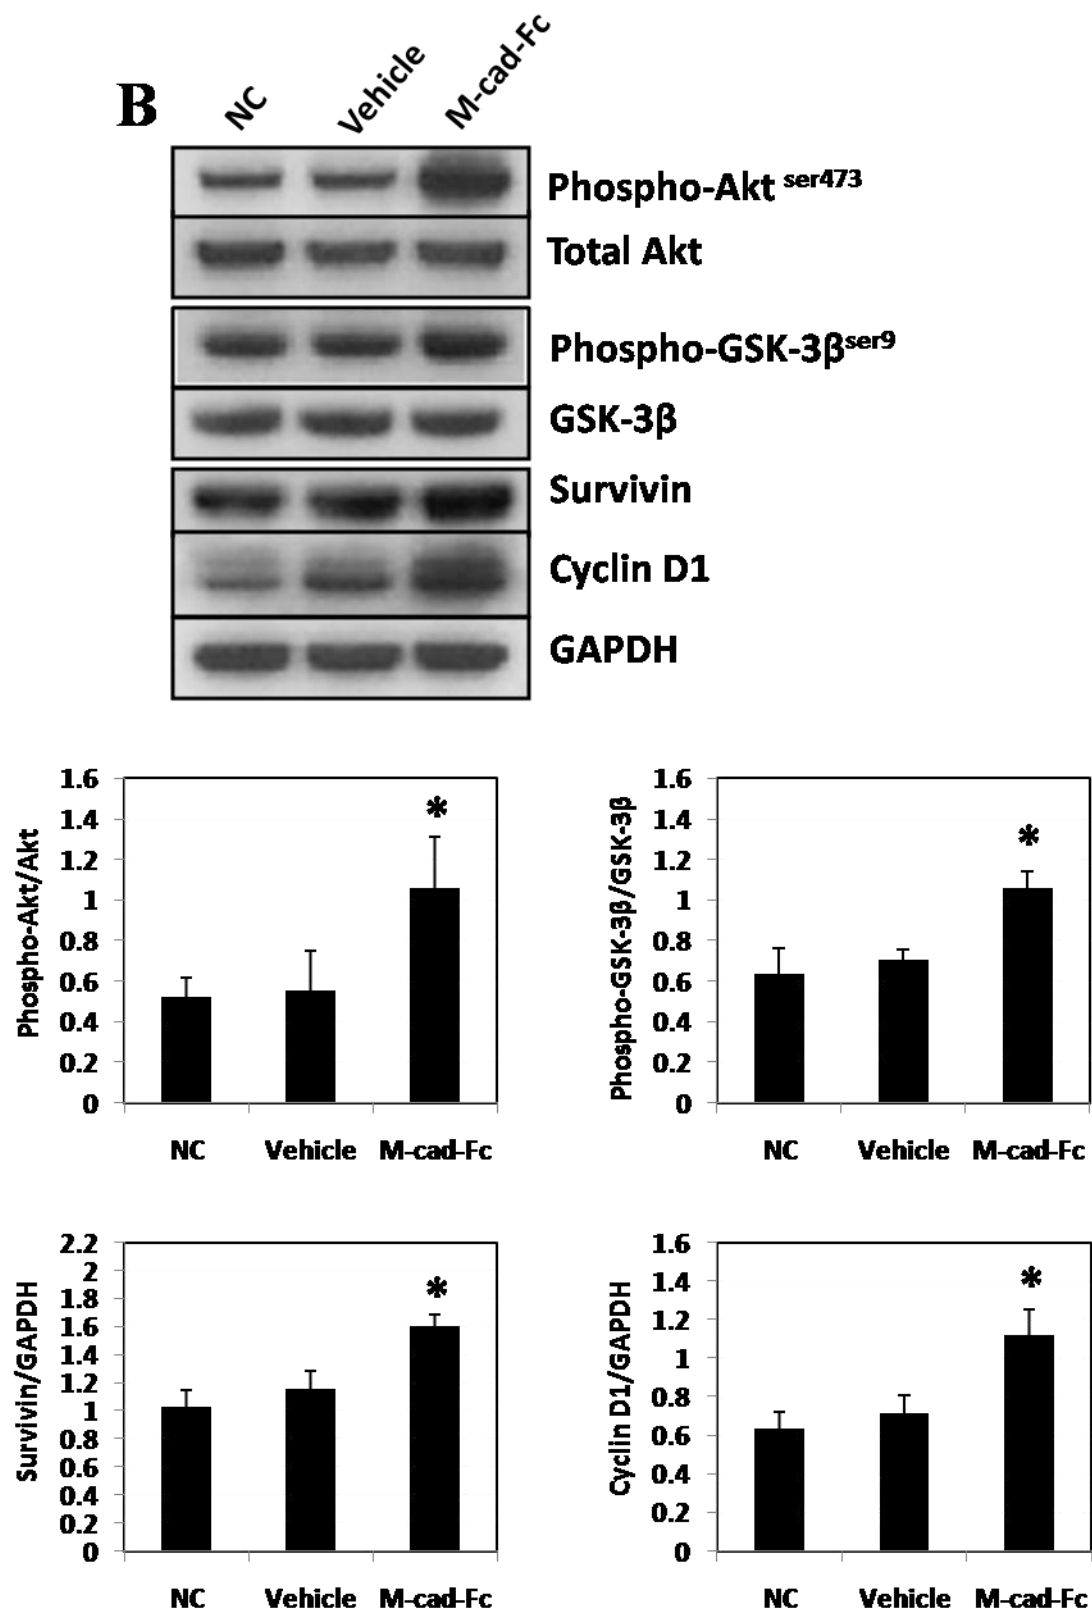 B
NC Vehicle M-cad-Fc
Phospho-Akt ser473
Total Akt
Phospho-GSK-3βser9
GSK-3β
Survivin
Cyclin D1
GAPDH
Phospho-Akt/Akt
1.6
1.4
1.2
1
0.8
0.6
0.4
0.2
0
*
NC Vehicle M-cad-Fc
Phospho-GSK-3β/GSK-3β
1.6
1.4
1.2
1
0.8
0.6
0.4
0.2
0
*
NC Vehicle M-cad-Fc
Survivin/GAPDH
2.2
2
1.8
1.6
1.4
1.2
1
0.8
0.6
0.4
0.2
0
*
NC Vehicle M-cad-Fc
Cyclin D1/GAPDH
1.6
1.4
1.2
1
0.8
0.6
0.4
0.2
0
*
NC Vehicle M-cad-Fc